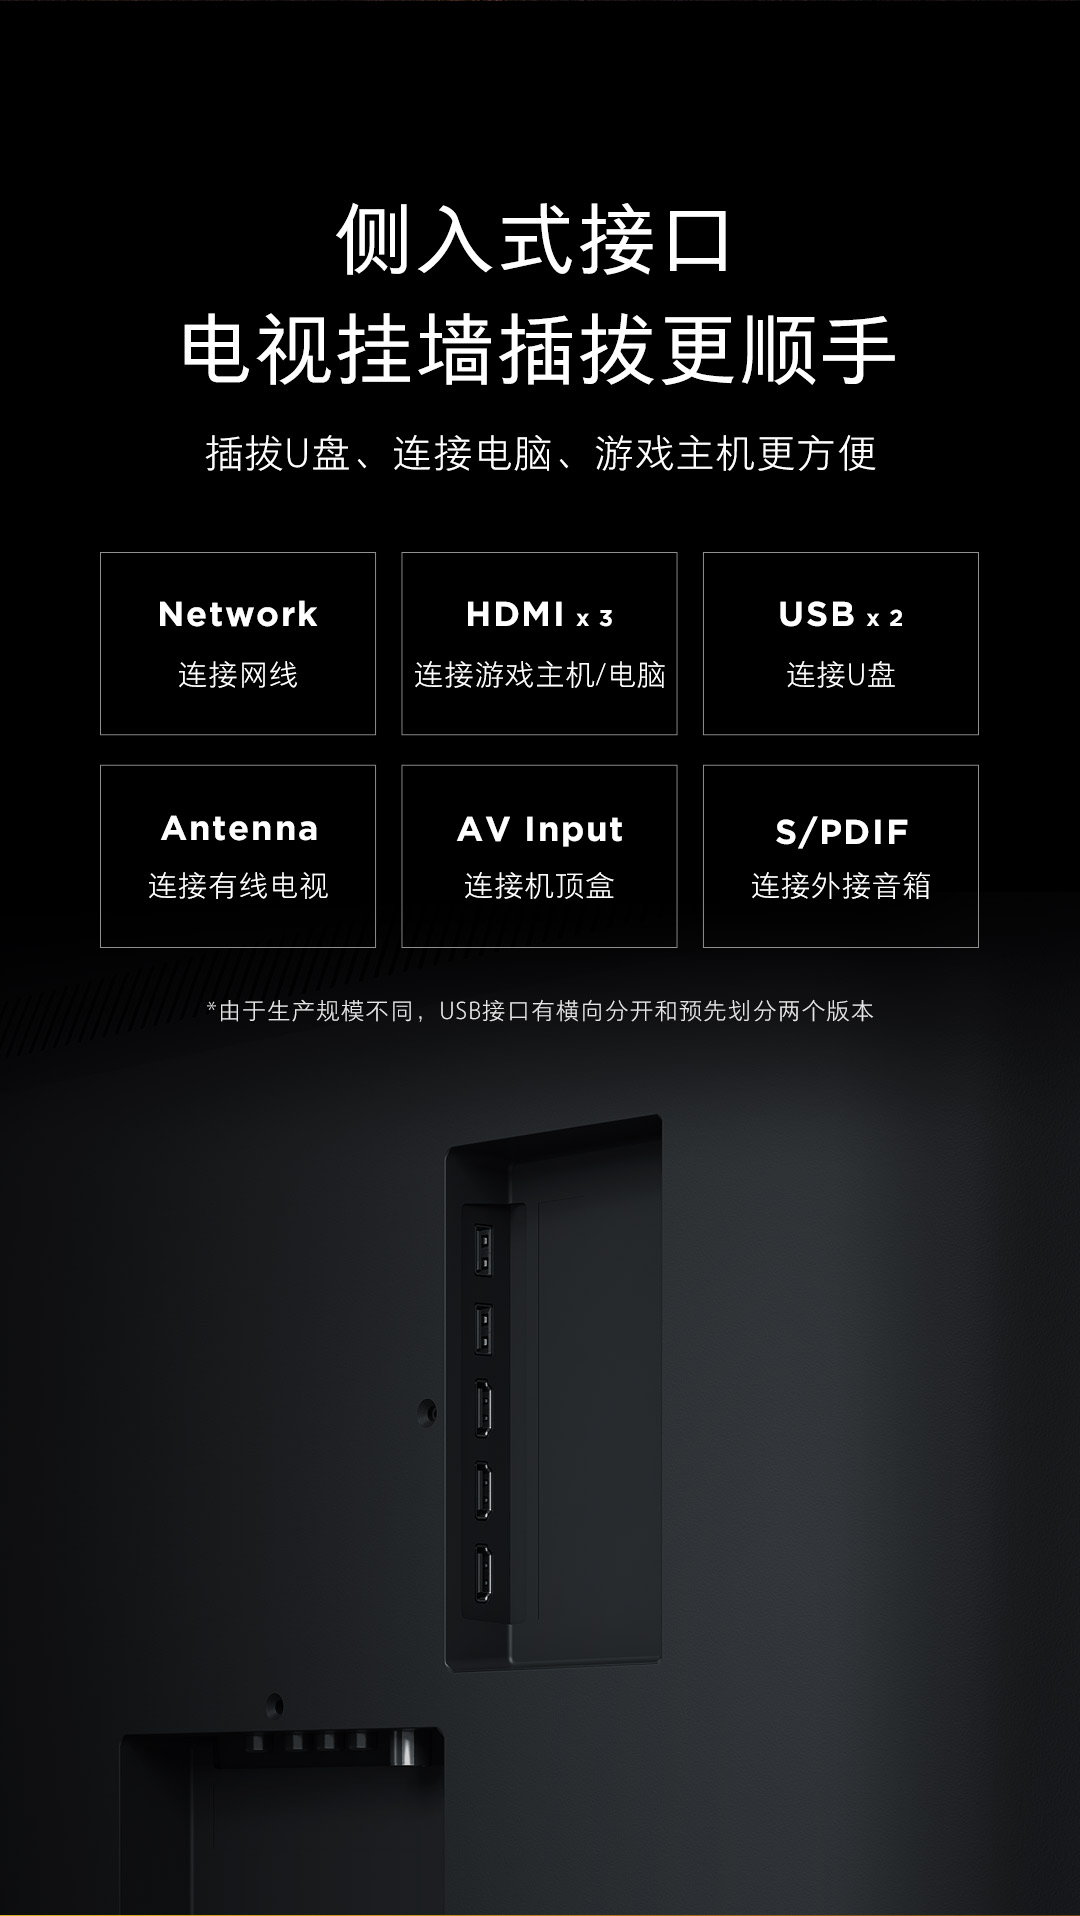 侧入式接口
电视挂墙插拔更顺手
插拔U盘、连接电脑、游戏主机更方便
Network
连接网线
HDMI x 3
连接游戏主机/电脑
USB x 2
连接U盘
Antenna
连接有线电视
AV Input
连接机顶盒
S/PDIF
连接外接音箱
*由于生产规模不同，USB接口有横向分开和预先划分两个版本